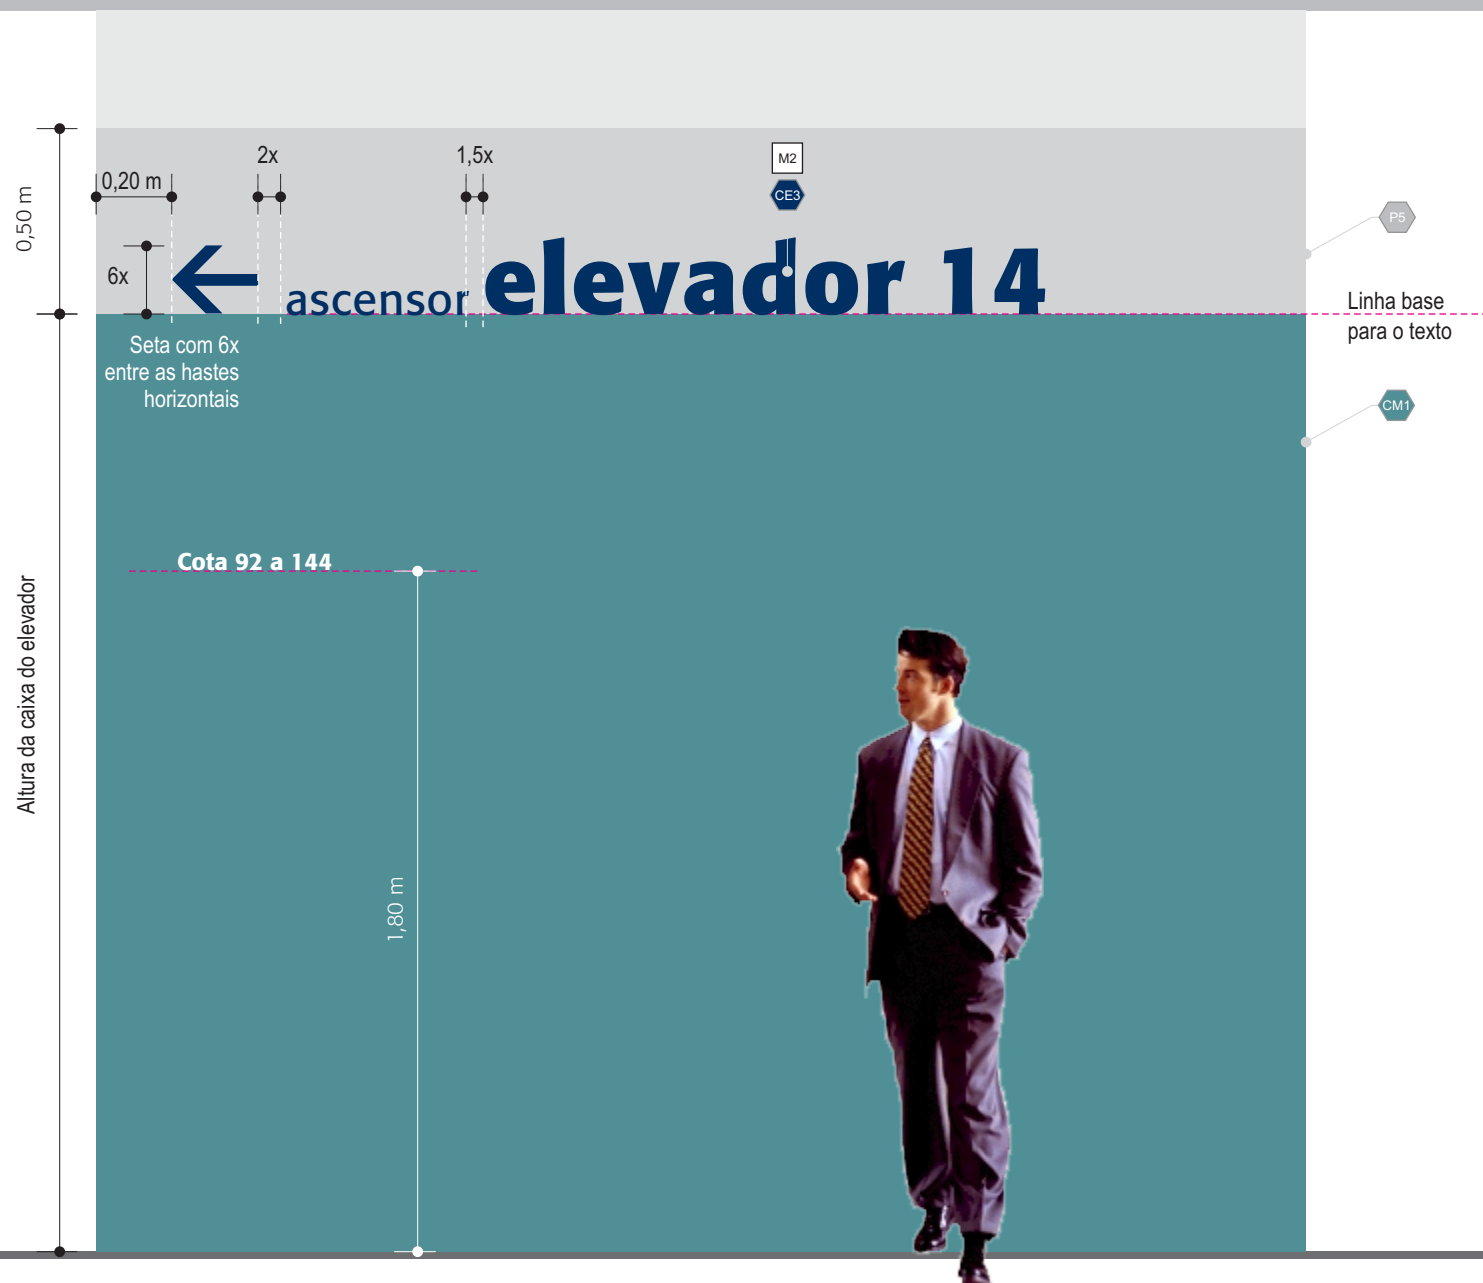 2x
1,5x
M2
0,20 m
CE3
0,50 m
P5
6x
ascensor elevador 14
Linha base
para o texto
Seta com 6x
entre as hastes
horizontais
CM1
Cota 92 a 144
Altura da caixa do elevador
1,80 m